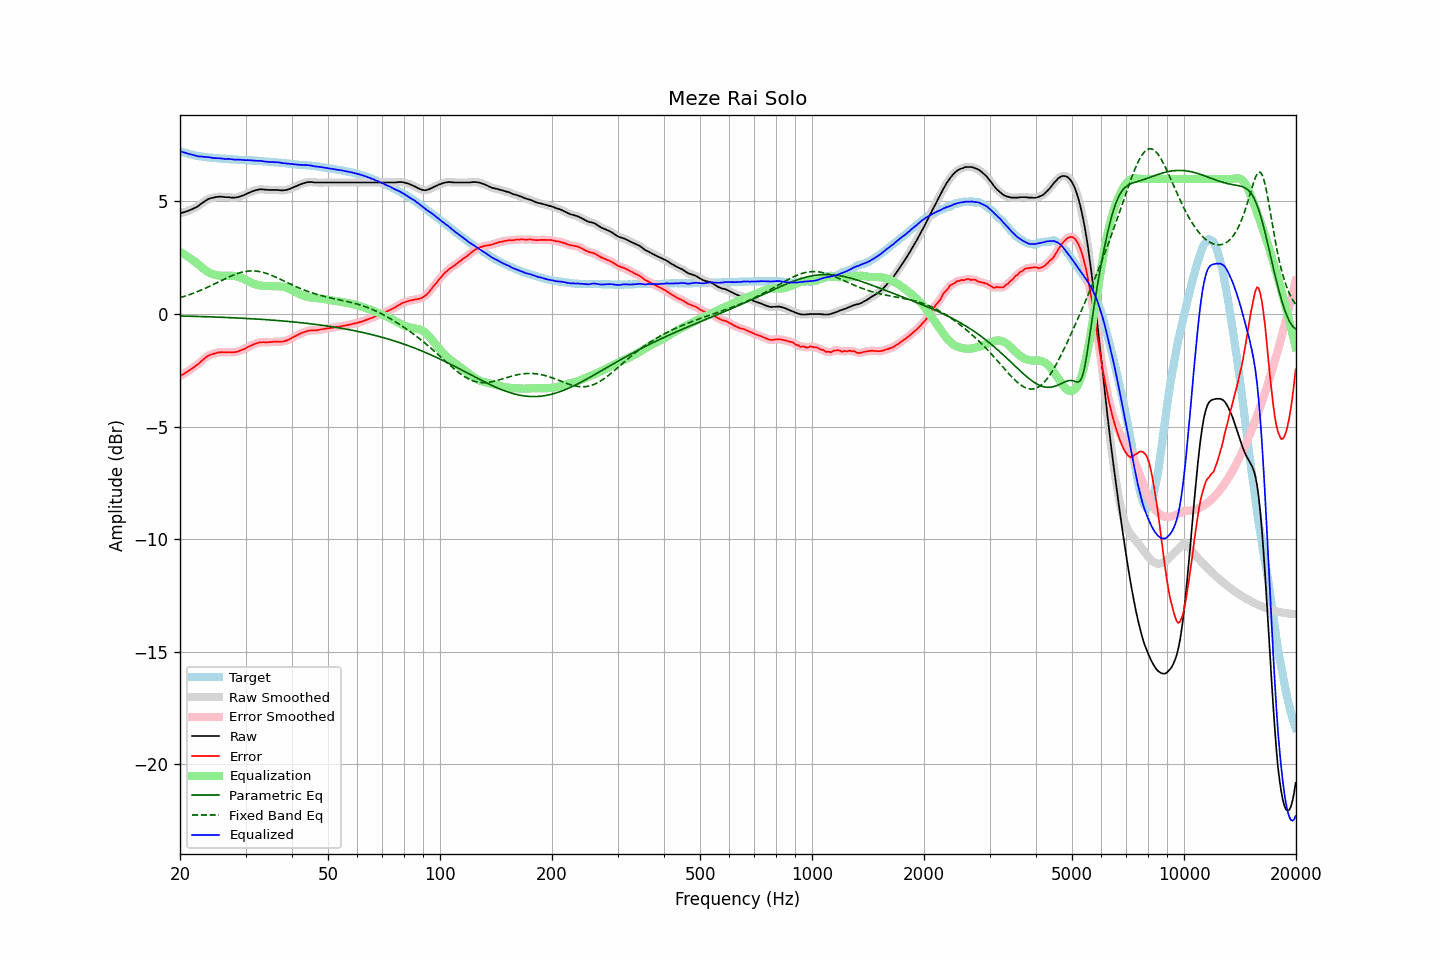 Meze Rai Solo
Amplitude (dBr)
5
0
−5
−10
−15
−20
Target
Raw Smoothed
Error Smoothed
Raw
Error
Equalization
Parametric Eq
Fixed Band Eq
Equalized
20 50 100 200 500 1000 2000 5000 10000 20000
Frequency (Hz)